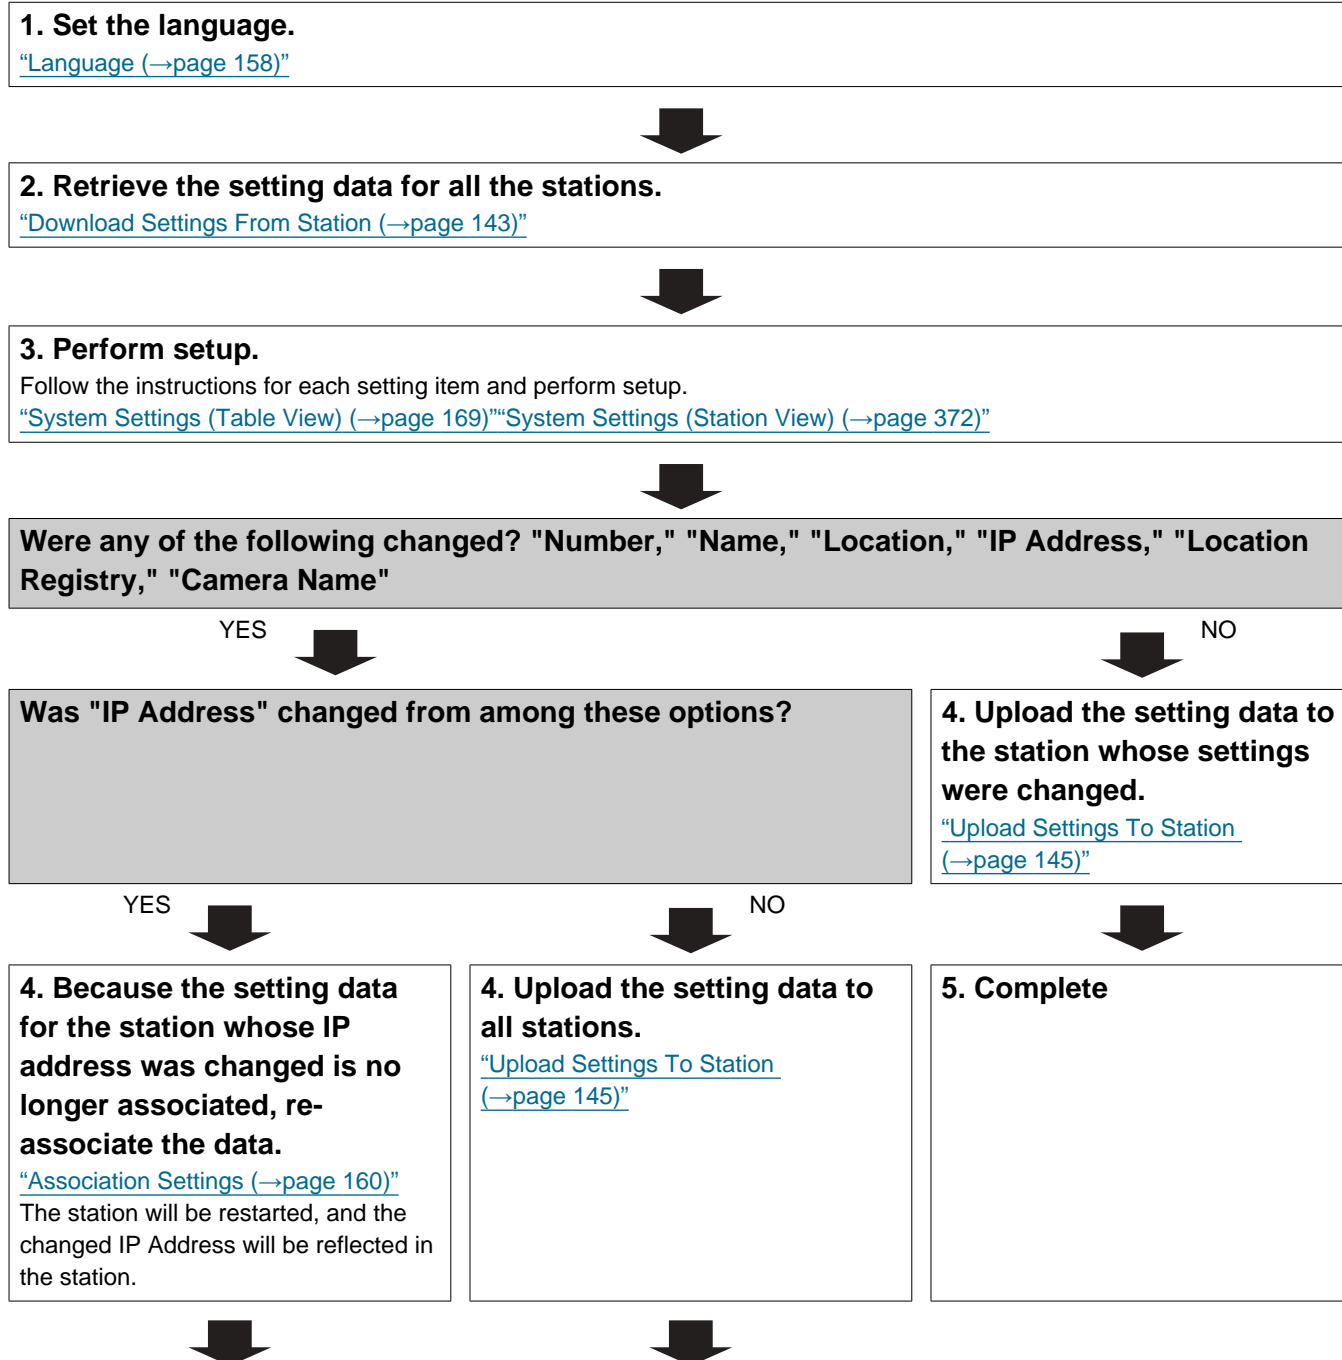 1. Set the language.
“Language (→page 158)”
2. Retrieve the setting data for all the stations.
“Download Settings From Station (→page 143)”
3. Perform setup.
Follow the instructions for each setting item and perform setup.
“System Settings (Table View) (→page 169)”“System Settings (Station View) (→page 372)”
Were any of the following changed? "Number," "Name," "Location," "IP Address," "Location
Registry," "Camera Name"
YES
NO
Was "IP Address" changed from among these options?
4. Upload the setting data to
the station whose settings
were changed.
“Upload Settings To Station
(→page 145)”
YES
NO
4. Because the setting data
for the station whose IP
address was changed is no
longer associated, re-
associate the data.
“Association Settings (→page 160)”
The station will be restarted, and the
changed IP Address will be reflected in
the station.
4. Upload the setting data to
all stations.
“Upload Settings To Station
(→page 145)”
5. Complete